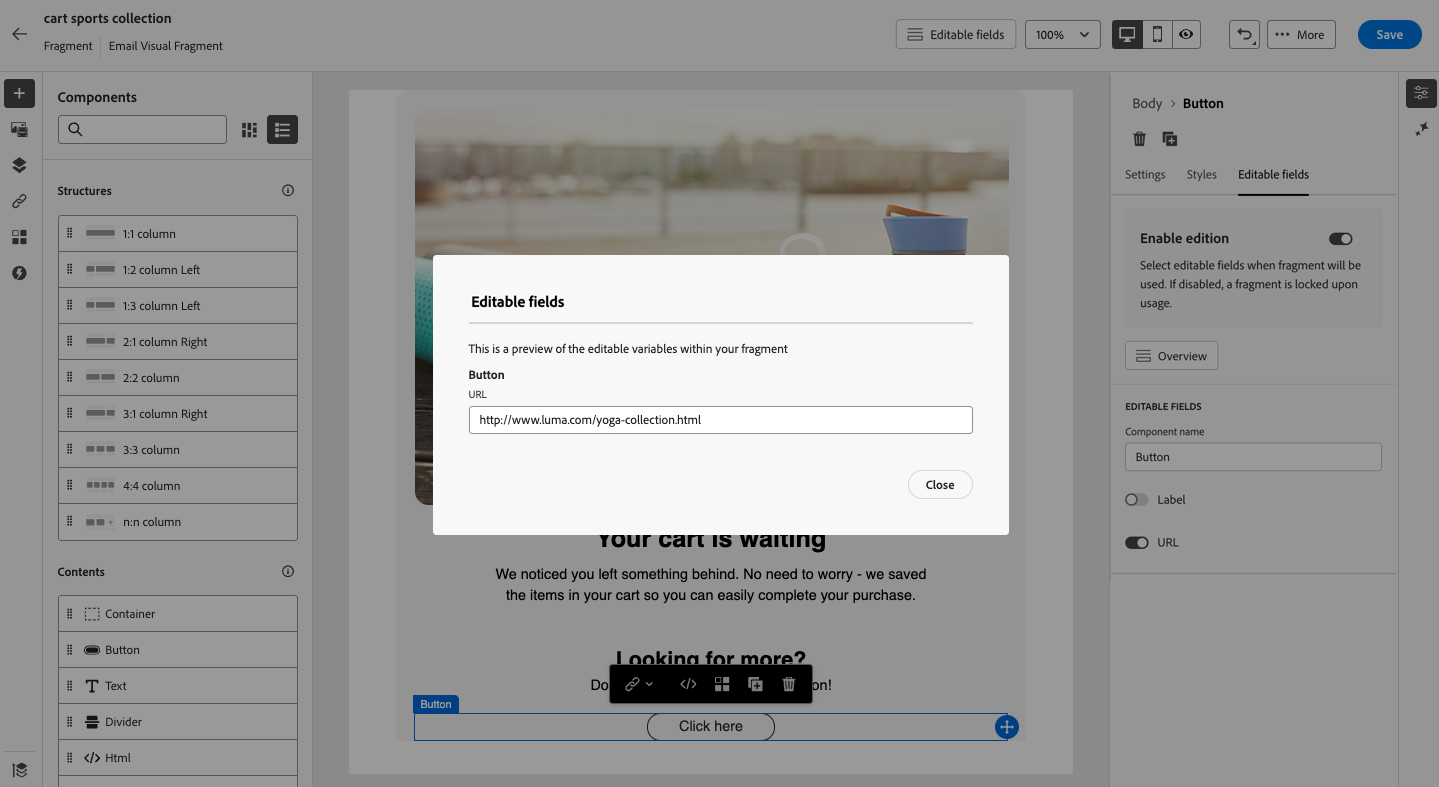 cart sports collection
Fragment
Email Visual Fragment
Editable fields
100%
More
Save
Components
Structures
1:1 column
1:2 column Left
1:3 column Left
2:1 column Right
2:2 column
3:1 column Right
3:3 column
4:4 column
n:n column
Contents
Container
Button
Text
Divider
Html
Editable fields
This is a preview of the editable variables within your fragment
Button
URL
http://www.luma.com/yoga-collection.html
Close
Your cart is waiting
We noticed you left something behind. No need to worry - we saved
the items in your cart so you can easily complete your purchase.
Looking for more?
Do
on!
Button
Click here
Body > Button
Settings
Styles
Editable fields
Enable edition
Select editable fields when fragment will be
used. If disabled, a fragment is locked upon
usage.
Overview
EDITABLE FIELDS
Component name
Button
Label
URL